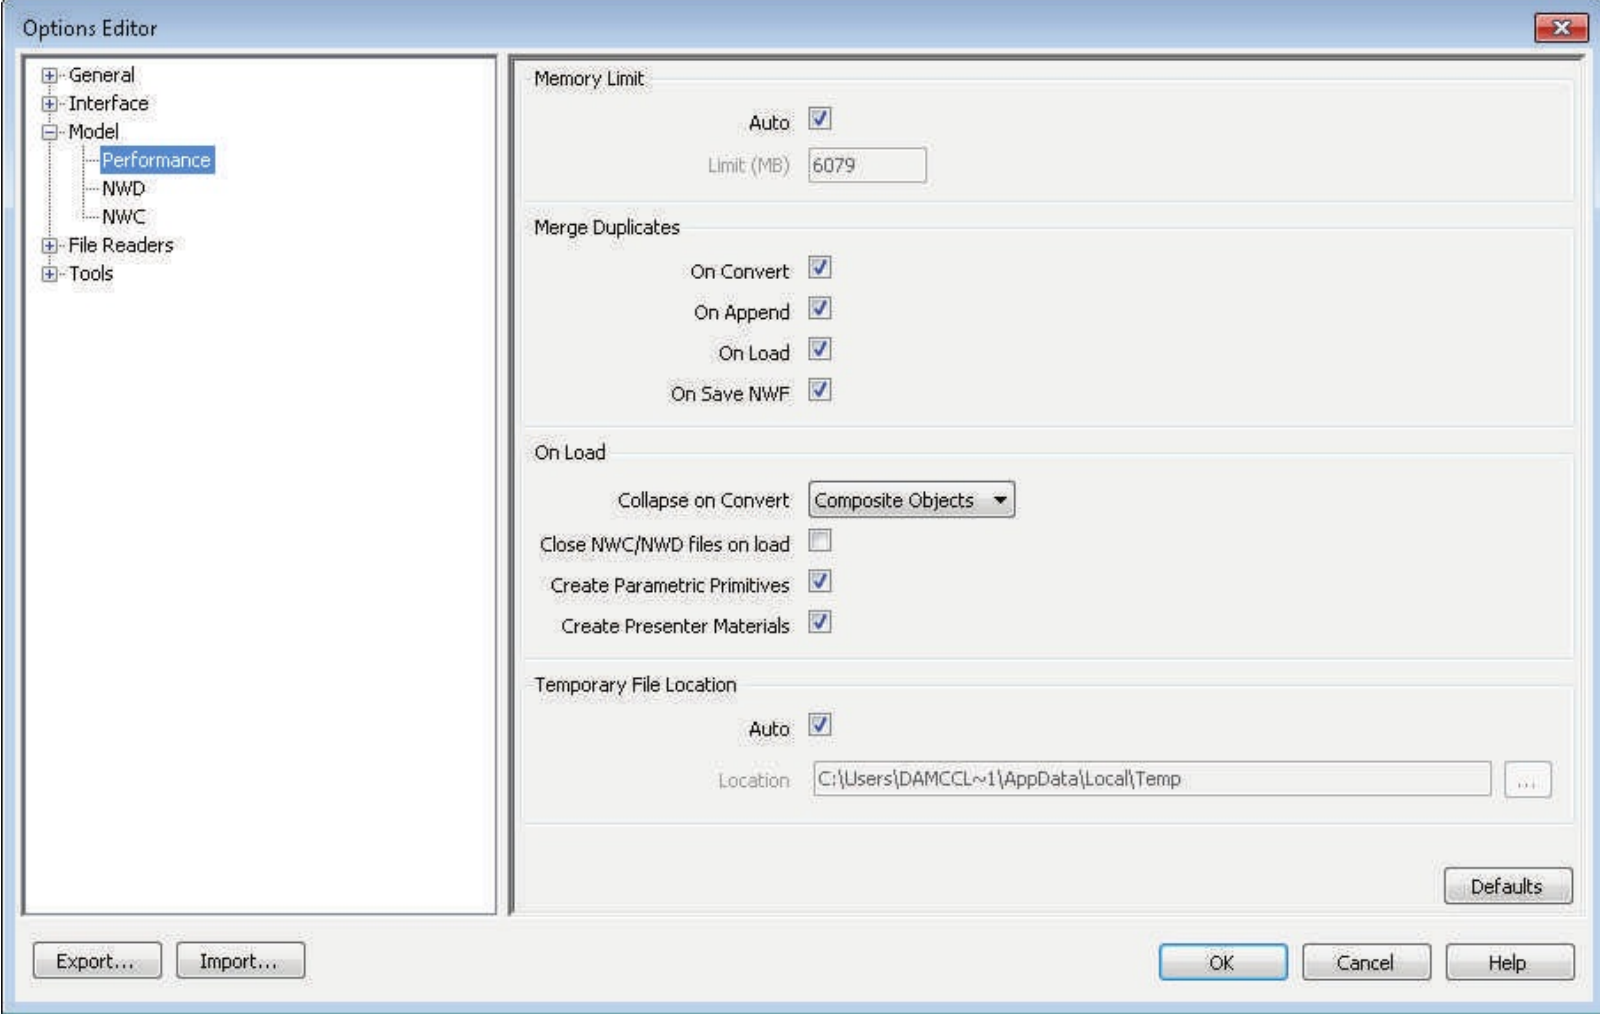 Options Editor
General
Interface
Model
Performance
NWD
NWC
File Readers
Tools
Memory Limit
Auto
Limit (MB) 6079
Merge Duplicates
On Convert
On Append
On Load
On Save NWF
On Load
Collapse on Convert Composite Objects
Close NWC/NWD files on load
Create Parametric Primitives
Create Presenter Materials
Temporary File Location
Auto
Location C:\Users\DAMCCL~1\AppData\Local\Temp ...
Defaults
Export... Import... OK Cancel Help